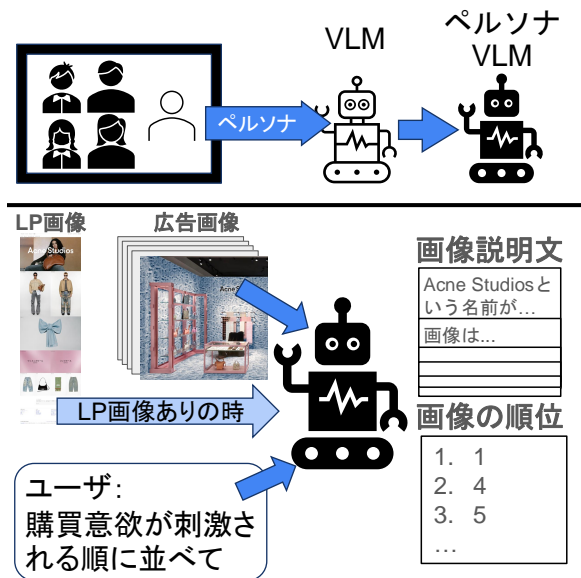 VLM
ペルソナ
VLM
ペルソナ
LP画像
広告画像
Acne Studios
Acne
画像説明文
Acne Studiosと
いう名前が…
画像は...
LP画像ありの時
画像の順位
1. 1
2. 4
3. 5
…
ユーザ:
購買意欲が刺激さ
れる順に並べて